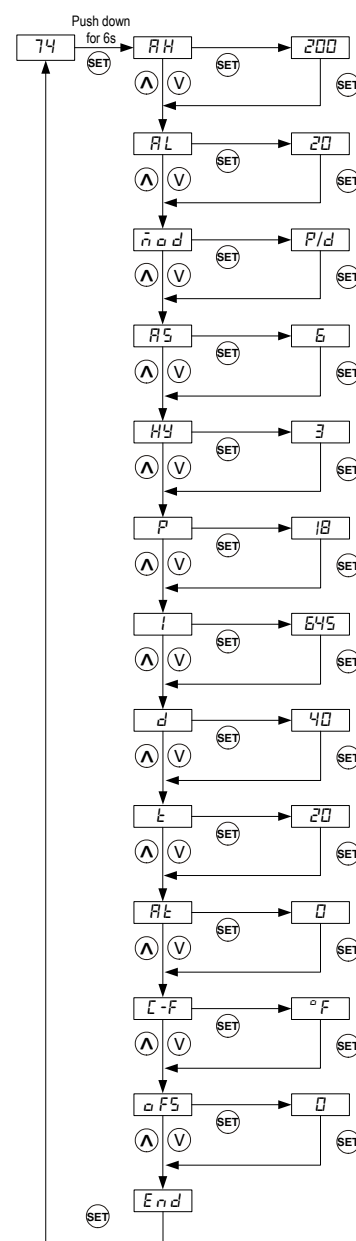 Push down
for 6s
74 SET AH SET 200
∧ V SET
AL SET 20
∧ V SET
mod SET P/d
∧ V SET
AS SET 6
∧ V SET
HY SET 3
∧ V SET
P SET 18
∧ V SET
I SET 645
∧ V SET
d SET 40
∧ V SET
t SET 20
∧ V SET
At SET 0
∧ V SET
C-F SET °F
∧ V SET
oFS SET 0
∧ V SET
SET End